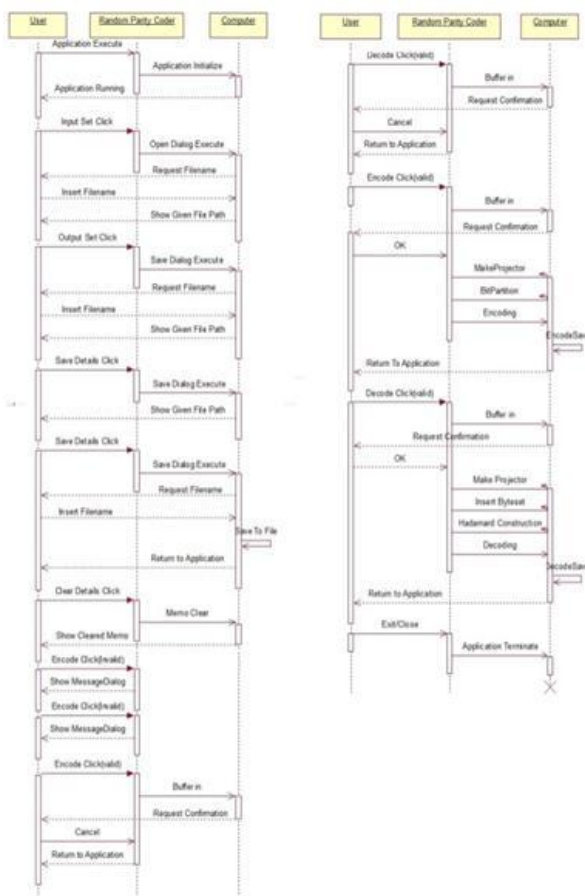 User Random Parity Coder Computer
Application Execute
Application Initialize
Application Running
Input Set Click
Open Dialog Execute
Request Filename
Insert Filename
Show Given File Path
Output Set Click
Save Dialog Execute
Request Filename
Insert Filename
Show Given File Path
Save Details Click
Save Dialog Execute
Show Given File Path
Save Details Click
Save Dialog Execute
Request Filename
Insert Filename
Save To File
Return to Application
Clear Details Click
Memo Clear
Show Cleared Memo
Encode Click(Invalid)
Show MessageDialog
Encode Click(Invalid)
Show MessageDialog
Encode Click(valid)
Buffer in
Request Confirmation
Cancel
Return to Application
User Random Parity Coder Computer
Decode Click(valid)
Buffer in
Request Confirmation
Cancel
Return to Application
Encode Click(valid)
Buffer in
Request Confirmation
OK
MakeProjector
BitPartition
Encoding
EncodeSave
Return To Application
Decode Click(valid)
Buffer in
Request Confirmation
OK
Make Projector
Insert Byteset
Hadamard Construction
Decoding
DecodeSave
Return to Application
Exit/Close
Application Terminate